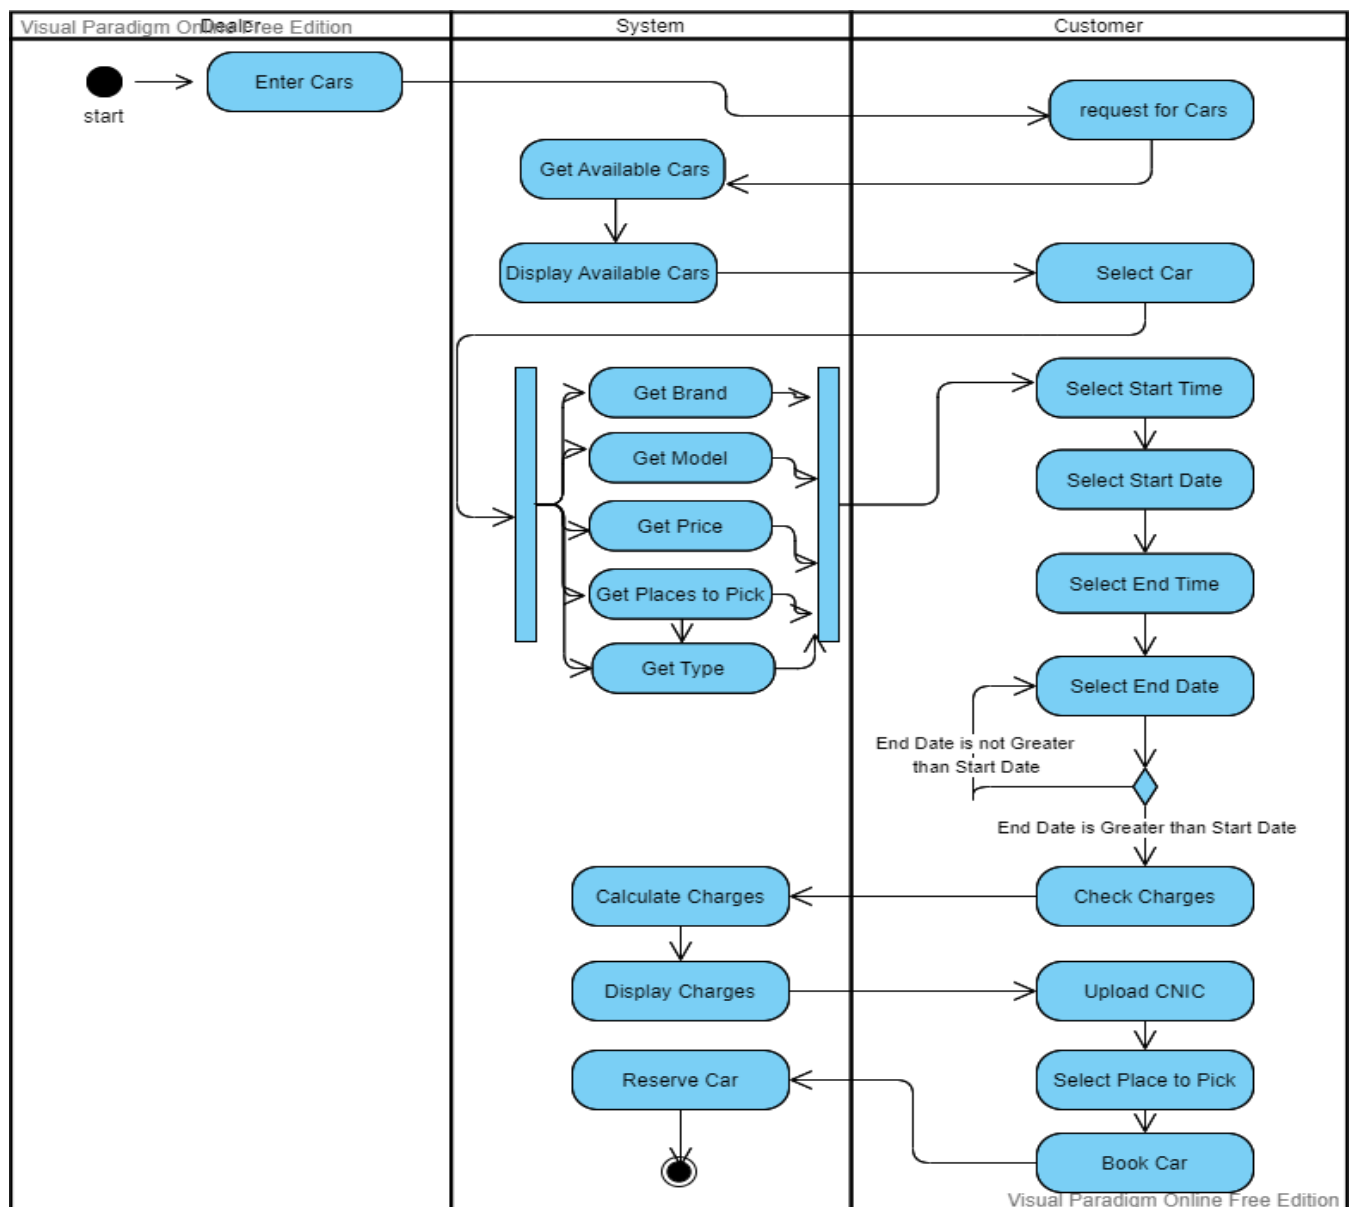 Visual Paradigm Online Free Edition
Dealer
System
Customer
start
Enter Cars
request for Cars
Get Available Cars
Display Available Cars
Select Car
Get Brand
Select Start Time
Get Model
Select Start Date
Get Price
Select End Time
Get Places to Pick
Get Type
Select End Date
End Date is not Greater
than Start Date
End Date is Greater than Start Date
Calculate Charges
Check Charges
Display Charges
Upload CNIC
Reserve Car
Select Place to Pick
Book Car
Visual Paradigm Online Free Edition